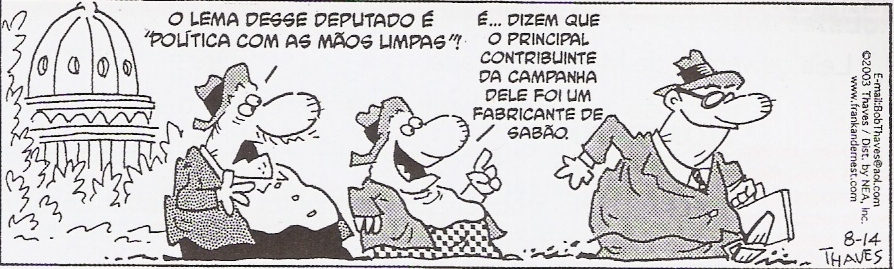 O LEMA DESSE DEPUTADO É
"POLÍTICA COM AS MÃOS LIMPAS"!
É... DIZEM QUE
O PRINCIPAL
CONTRIBUINTE
DA CAMPANHA
DELE FOI UM
FABRICANTE DE
SABÃO.
E-mail:BobThaves@aol.com
©2003 Thaves / Dist. by NEA, Inc.
www.frankandernest.com
8-14
THAVES